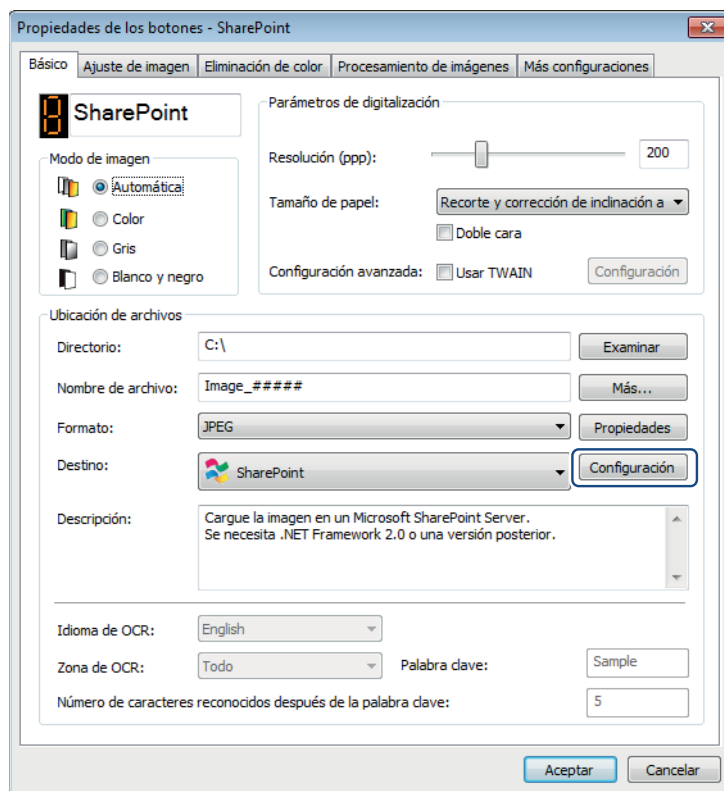 Propiedades de los botones - SharePoint
Básico
Ajuste de imagen
Eliminación de color
Procesamiento de imágenes
Más configuraciones
SharePoint
Modo de imagen
Automática
Color
Gris
Blanco y negro
Parámetros de digitalización
Resolución (ppp):
200
Tamaño de papel:
Recorte y corrección de inclinación a
Doble cara
Configuración avanzada:
Usar TWAIN
Configuración
Ubicación de archivos
Directorio:
C:\
Examinar
Nombre de archivo:
Image_#####
Más...
Formato:
JPEG
Propiedades
Destino:
SharePoint
Configuración
Descripción:
Cargue la imagen en un Microsoft SharePoint Server.
Se necesita .NET Framework 2.0 o una versión posterior.
Idioma de OCR:
English
Zona de OCR:
Todo
Palabra clave:
Sample
Número de caracteres reconocidos después de la palabra clave:
5
Aceptar
Cancelar